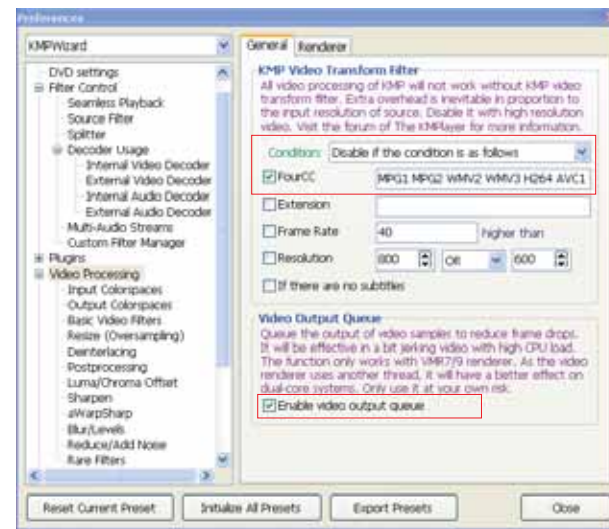 Preferences
KMPWizard
DVD settings
Filter Control
Seamless Playback
Source Filter
Splitter
Decoder Usage
Internal Video Decoder
External Video Decoder
Internal Audio Decoder
External Audio Decoder
Multi-Audio Streams
Custom Filter Manager
Plugins
Video Processing
Input Colorspaces
Output Colorspaces
Basic Video Filters
Resize (Oversampling)
Deinterlacing
Postprocessing
Luma/Chroma Offset
Sharpen
aWarpSharp
Blur/Levels
Reduce/Add Noise
Rare Filters
General Renderer
KMP Video Transform Filter
All video processing of KMP will not work without KMP video
transform filter. Extra overhead is inevitable in proportion to
the input resolution of source. Disable it with high resolution
video. Visit the forum of The KMPlayer for more information.
Condition: Disable if the condition is as follows
FourCC MPG1 MPG2 WMV2 WMV3 H264 AVC1
Extension
Frame Rate 40 higher than
Resolution 800 OR 600
If there are no subtitles
Video Output Queue
Queue the output of video samples to reduce frame drops.
It will be effective in a bit jerking video with high CPU load.
The function only works with VMR7/9 renderer. As the video
renderer uses another thread, it will have a better effect on
dual-core systems. Only use it at your own risk.
Enable video output queue
Reset Current Preset Initialize All Presets Export Presets Close